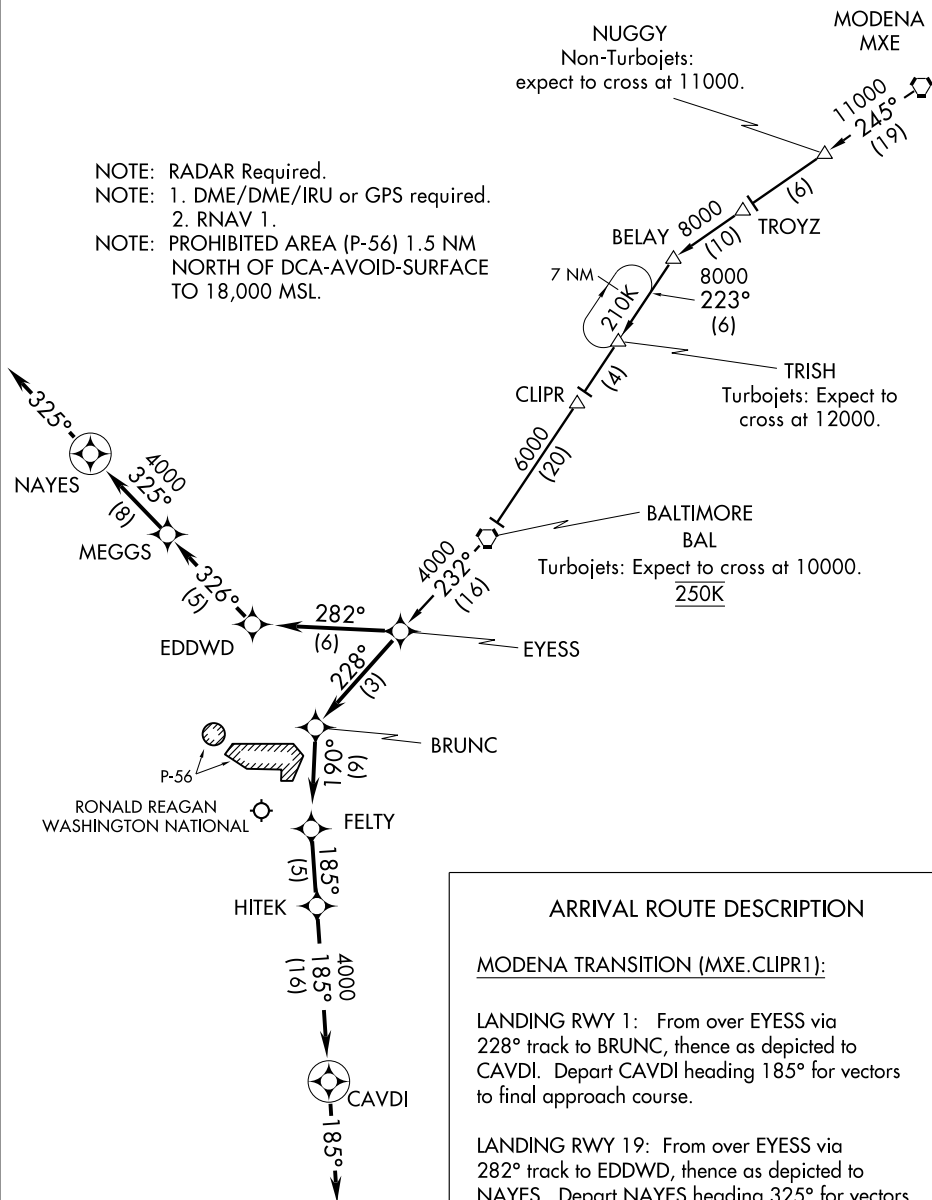 MODENA
MXE
NUGGY
Non-Turbojets:
expect to cross at 11000.
11000
245°
(19)
NOTE: RADAR Required.
NOTE: 1. DME/DME/IRU or GPS required.
2. RNAV 1.
NOTE: PROHIBITED AREA (P-56) 1.5 NM
NORTH OF DCA-AVOID-SURFACE
TO 18,000 MSL.
(6)
TROYZ
8000
(10)
BELAY
7 NM
210K
8000
223°
(6)
TRISH
Turbojets: Expect to
cross at 12000.
(4)
CLIPR
6000
(20)
BALTIMORE
BAL
Turbojets: Expect to cross at 10000.
250K
4000
232°
(16)
325°
NAYES
4000
325°
(8)
MEGGS
326°
(5)
EDDWD
282°
(6)
EYESS
228°
(3)
BRUNC
190°
(6)
P-56
RONALD REAGAN
WASHINGTON NATIONAL
FELTY
185°
(5)
HITEK
4000
185°
(16)
CAVDI
185°
ARRIVAL ROUTE DESCRIPTION
MODENA TRANSITION (MXE.CLIPR1):
LANDING RWY 1: From over EYESS via
228° track to BRUNC, thence as depicted to
CAVDI. Depart CAVDI heading 185° for vectors
to final approach course.
LANDING RWY 19: From over EYESS via
282° track to EDDWD, thence as depicted to
NAYES. Depart NAYES heading 325° for vectors